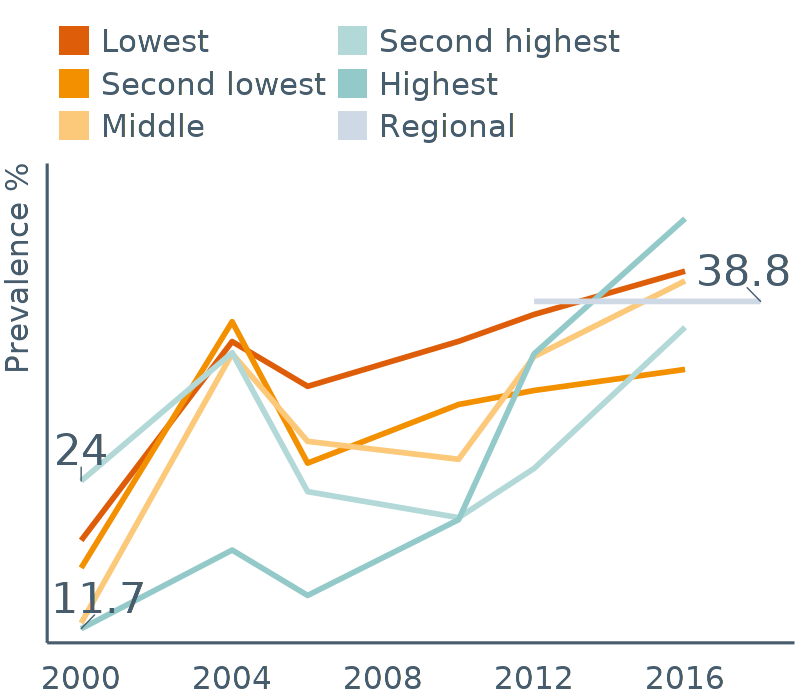 Lowest
Second lowest
Middle
Second highest
Highest
Regional
Prevalence %
38.8
24
11.7
2000 2004 2008 2012 2016